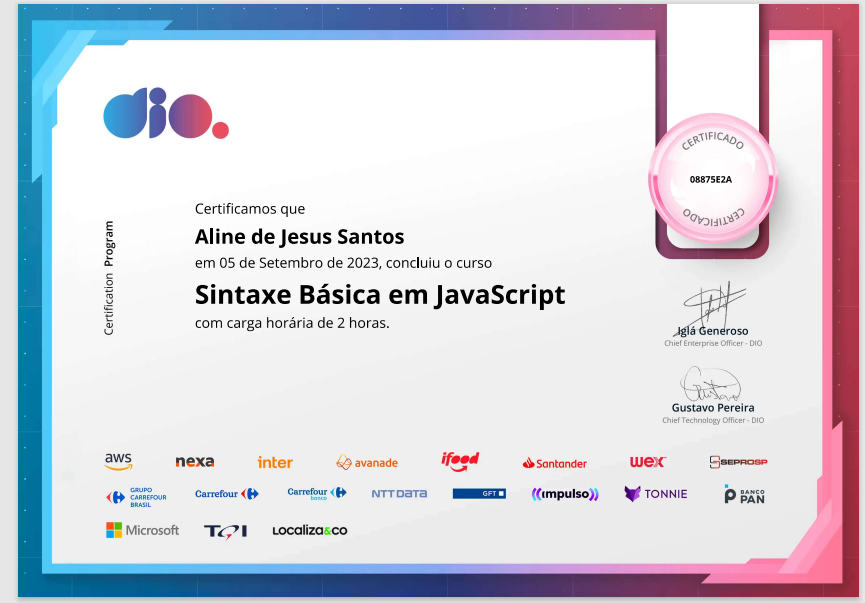 dio.
CERTIFICADO
08875E2A
CERTIFICADO
Certification Program
Certificamos que
Aline de Jesus Santos
em 05 de Setembro de 2023, concluiu o curso
Sintaxe Básica em JavaScript
com carga horária de 2 horas.
Iglá Generoso
Chief Enterprise Officer - DIO
Gustavo Pereira
Chief Technology Officer - DIO
aws nexa inter avanade ifood Santander wex SEPROSP
GRUPO CARREFOUR BRASIL Carrefour Carrefour banco NTT DATA GFT ((impulso)) TONNIE BANCO PAN
Microsoft TQI LOCALIZA&CO